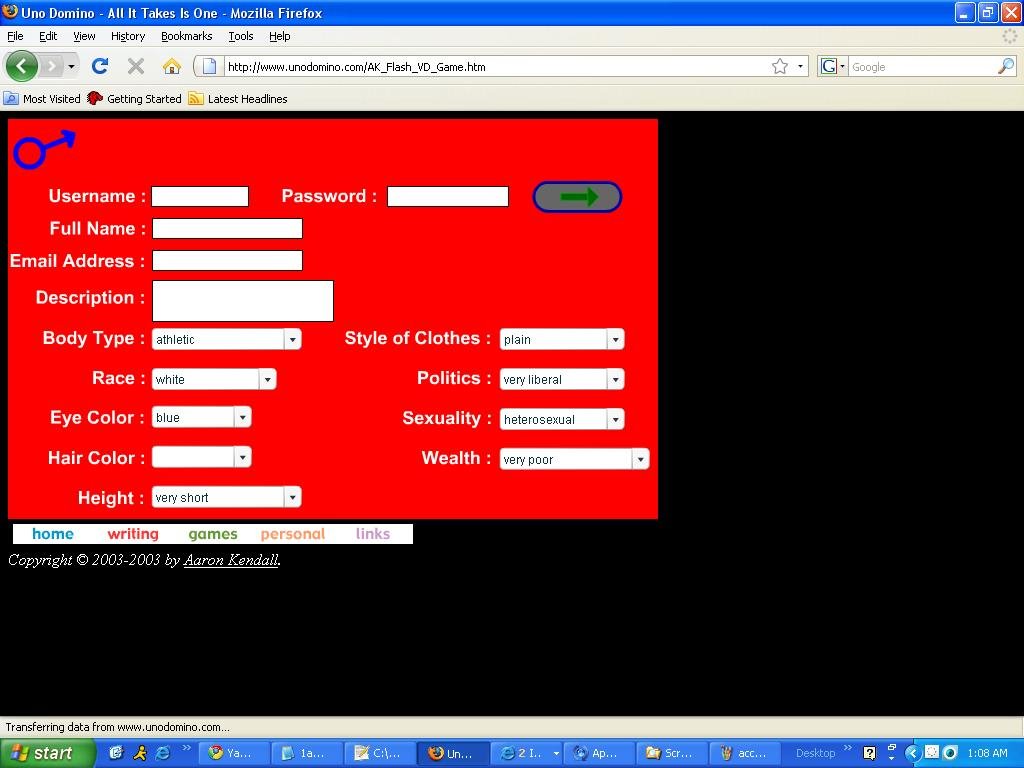 Uno Domino - All It Takes Is One - Mozilla Firefox
File Edit View History Bookmarks Tools Help
http://www.unodomino.com/AK_Flash_VD_Game.htm
G Google
Most Visited Getting Started Latest Headlines
Username : Password :
Full Name :
Email Address :
Description :
Body Type : athletic Style of Clothes : plain
Race : white Politics : very liberal
Eye Color : blue Sexuality : heterosexual
Hair Color : Wealth : very poor
Height : very short
home writing games personal links
Copyright © 2003-2003 by Aaron Kendall.
Transferring data from www.unodomino.com...
start Ya... 1a... C:\... Un... 2 I... Ap... Scr... acc... Desktop 1:08 AM